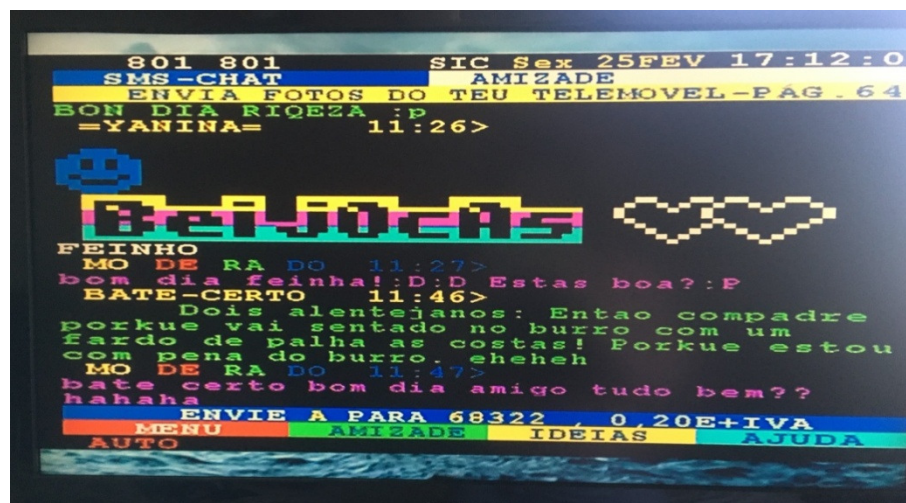 801 801 SIC Sex 25FEV 17:12:0
SMS-CHAT AMIZADE
ENVIA FOTOS DO TEU TELEMOVEL-PÁG.64
BON DIA RIQEZA :p
=YANINA= 11:26>
BeijOcAs
FEINHO
MO DE RA DO 11:27>
bom dia feinha!:D:D Estas boa?:P
BATE-CERTO 11:46>
Dois alentejanos: Entao compadre
porkue vai sentado no burro com um
fardo de palha as costas! Porkue estou
com pena do burro. eheheh
MO DE RA DO 11:47>
bate certo bom dia amigo tudo bem??
hahaha
ENVIE A PARA 68322 , 0,20E+IVA
MENU AMIZADE IDEIAS AJUDA
AUTO